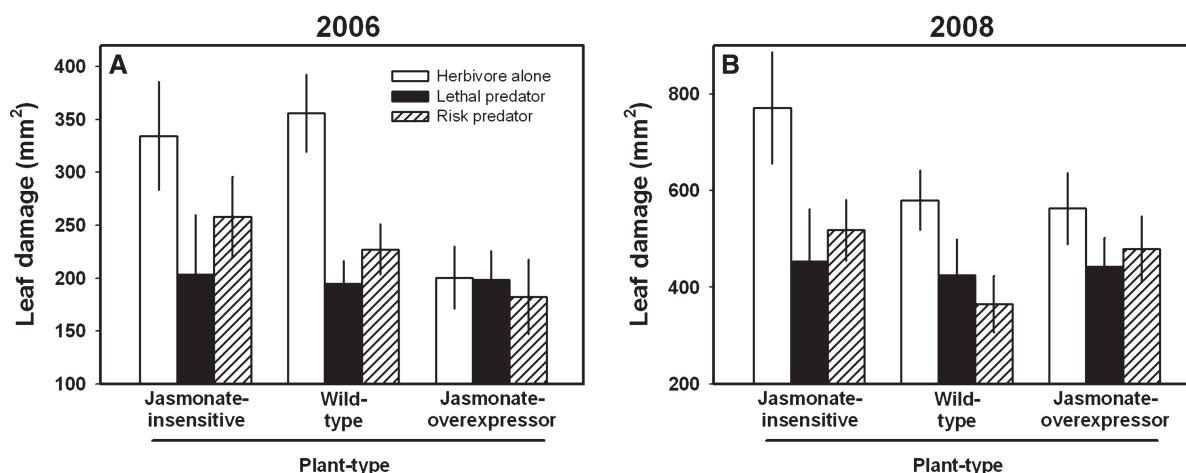 2006
A
Leaf damage (mm²)
400
350
300
250
200
150
100
Herbivore alone
Lethal predator
Risk predator
Jasmonate-
insensitive
Wild-
type
Jasmonate-
overexpressor
Plant-type
2008
B
Leaf damage (mm²)
800
600
400
200
Jasmonate-
insensitive
Wild-
type
Jasmonate-
overexpressor
Plant-type